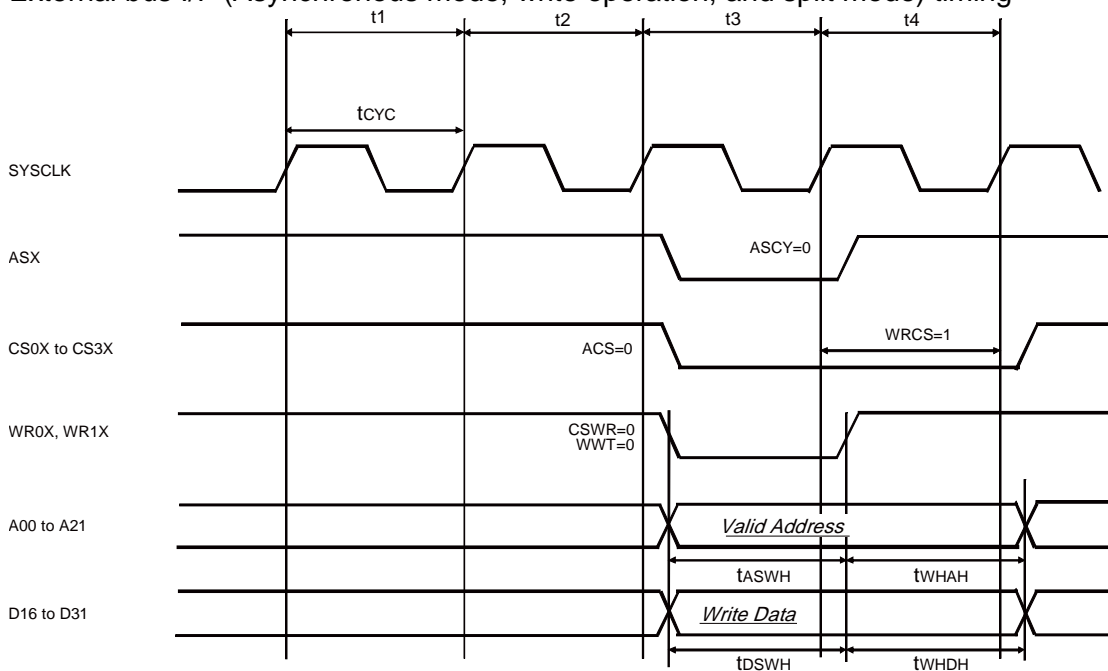 External bus I/F (Asynchronous mode, write operation, and split mode) timing
t1 t2 t3 t4
tCYC
SYSCLK
ASX
ASCY=0
CS0X to CS3X
ACS=0
WRCS=1
WR0X, WR1X
CSWR=0
WWT=0
A00 to A21
Valid Address
tASWH tWHAH
D16 to D31
Write Data
tDSWH tWHDH